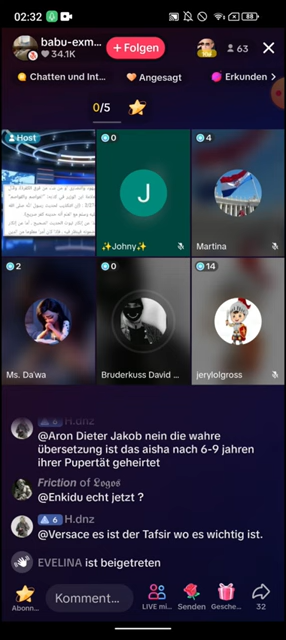 02:32
88
babu-exm...
34.1K
+ Folgen
63
Chatten und Int...
Angesagt
Erkunden >
0/5
Host
0
J
✨Johny✨
4
Martina
2
Ms. Da'wa
0
Bruderkuss David ...
14
jerylolgross
6 H.dnz
@Aron Dieter Jakob nein die wahre
übersetzung ist das aisha nach 6-9 jahren
ihrer Pupertät geheirtet
Friction of 𝕷𝖔𝖌𝖔𝖘
@Enkidu echt jetzt ?
6 H.dnz
@Versace es ist der Tafsir wo es wichtig ist.
EVELINA ist beigetreten
Abonn...
Komment...
LIVE mi...
Senden
Gesche...
32